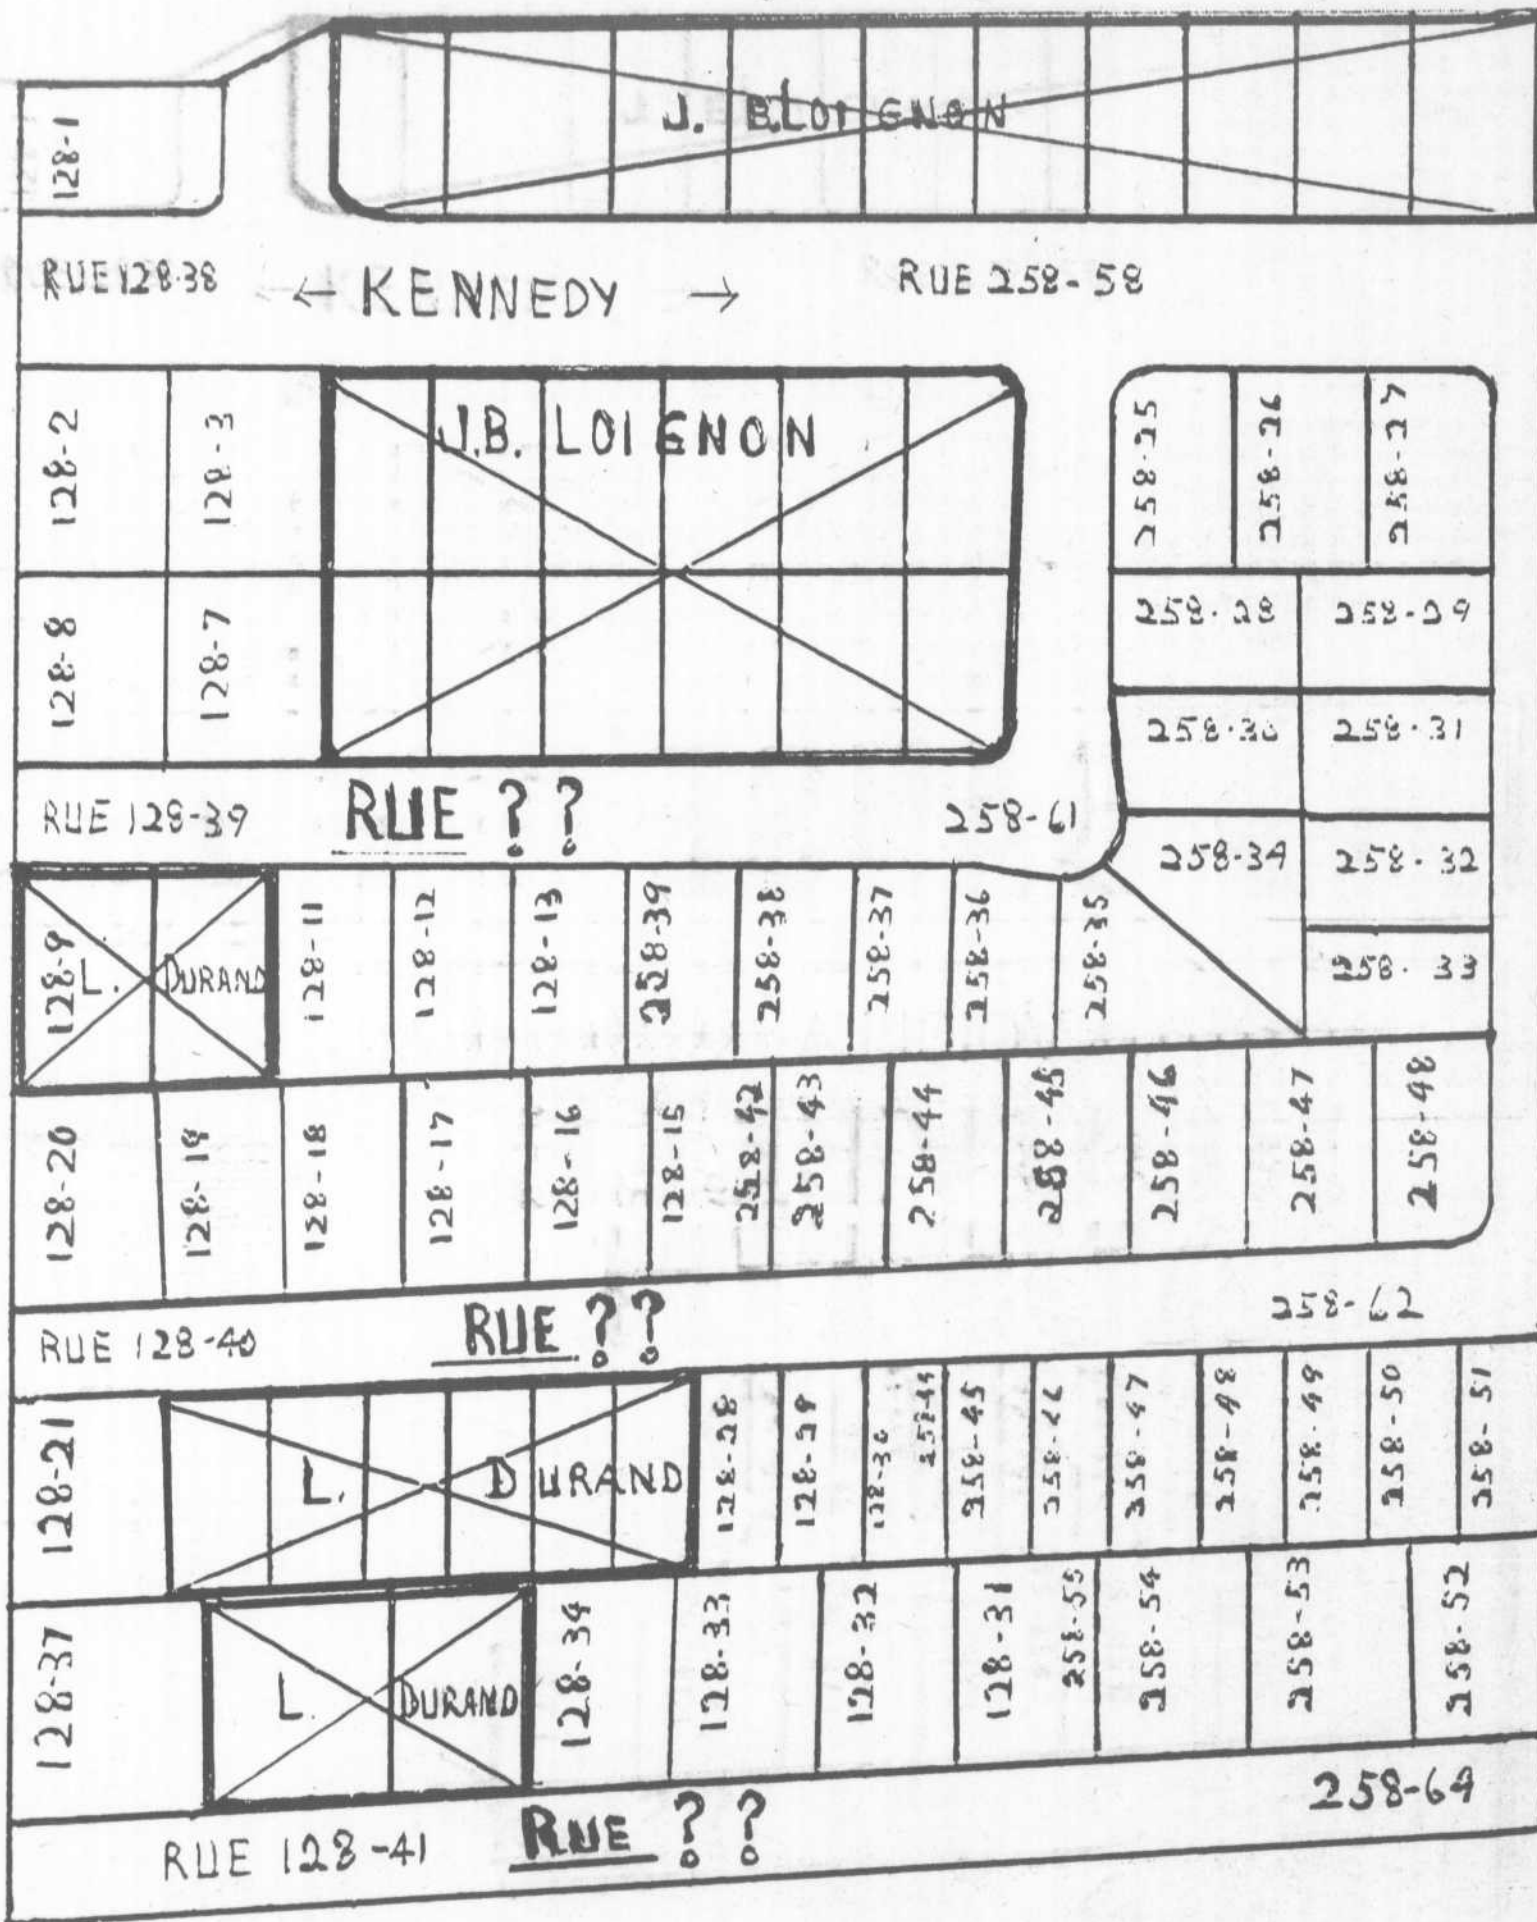 128-1
J. B. LOIGNON
RUE 128-38 ← KENNEDY → RUE 258-58
128-2 128-3 J.B. LOIGNON 258-25 258-26 258-27
128-8 128-7 258-28 258-29
258-30 258-31
RUE 128-39 RUE ?? 258-61
258-34 258-32
128-9 L. DURAND 128-11 128-12 128-13 258-39 258-38 258-37 258-36 258-35
258-33
128-20 128-19 128-18 128-17 128-16 128-15 258-42 258-43 258-44 258-45 258-46 258-47 258-48
RUE 128-40 RUE ?? 258-62
128-21 L. DURAND 128-28 128-29 128-30 258-44 258-45 258-46 258-47 258-48 258-49 258-50 258-51
128-37 L. DURAND 128-34 128-33 128-32 128-31 258-55 258-54 258-53 258-52
RUE 128-41 RUE ?? 258-64